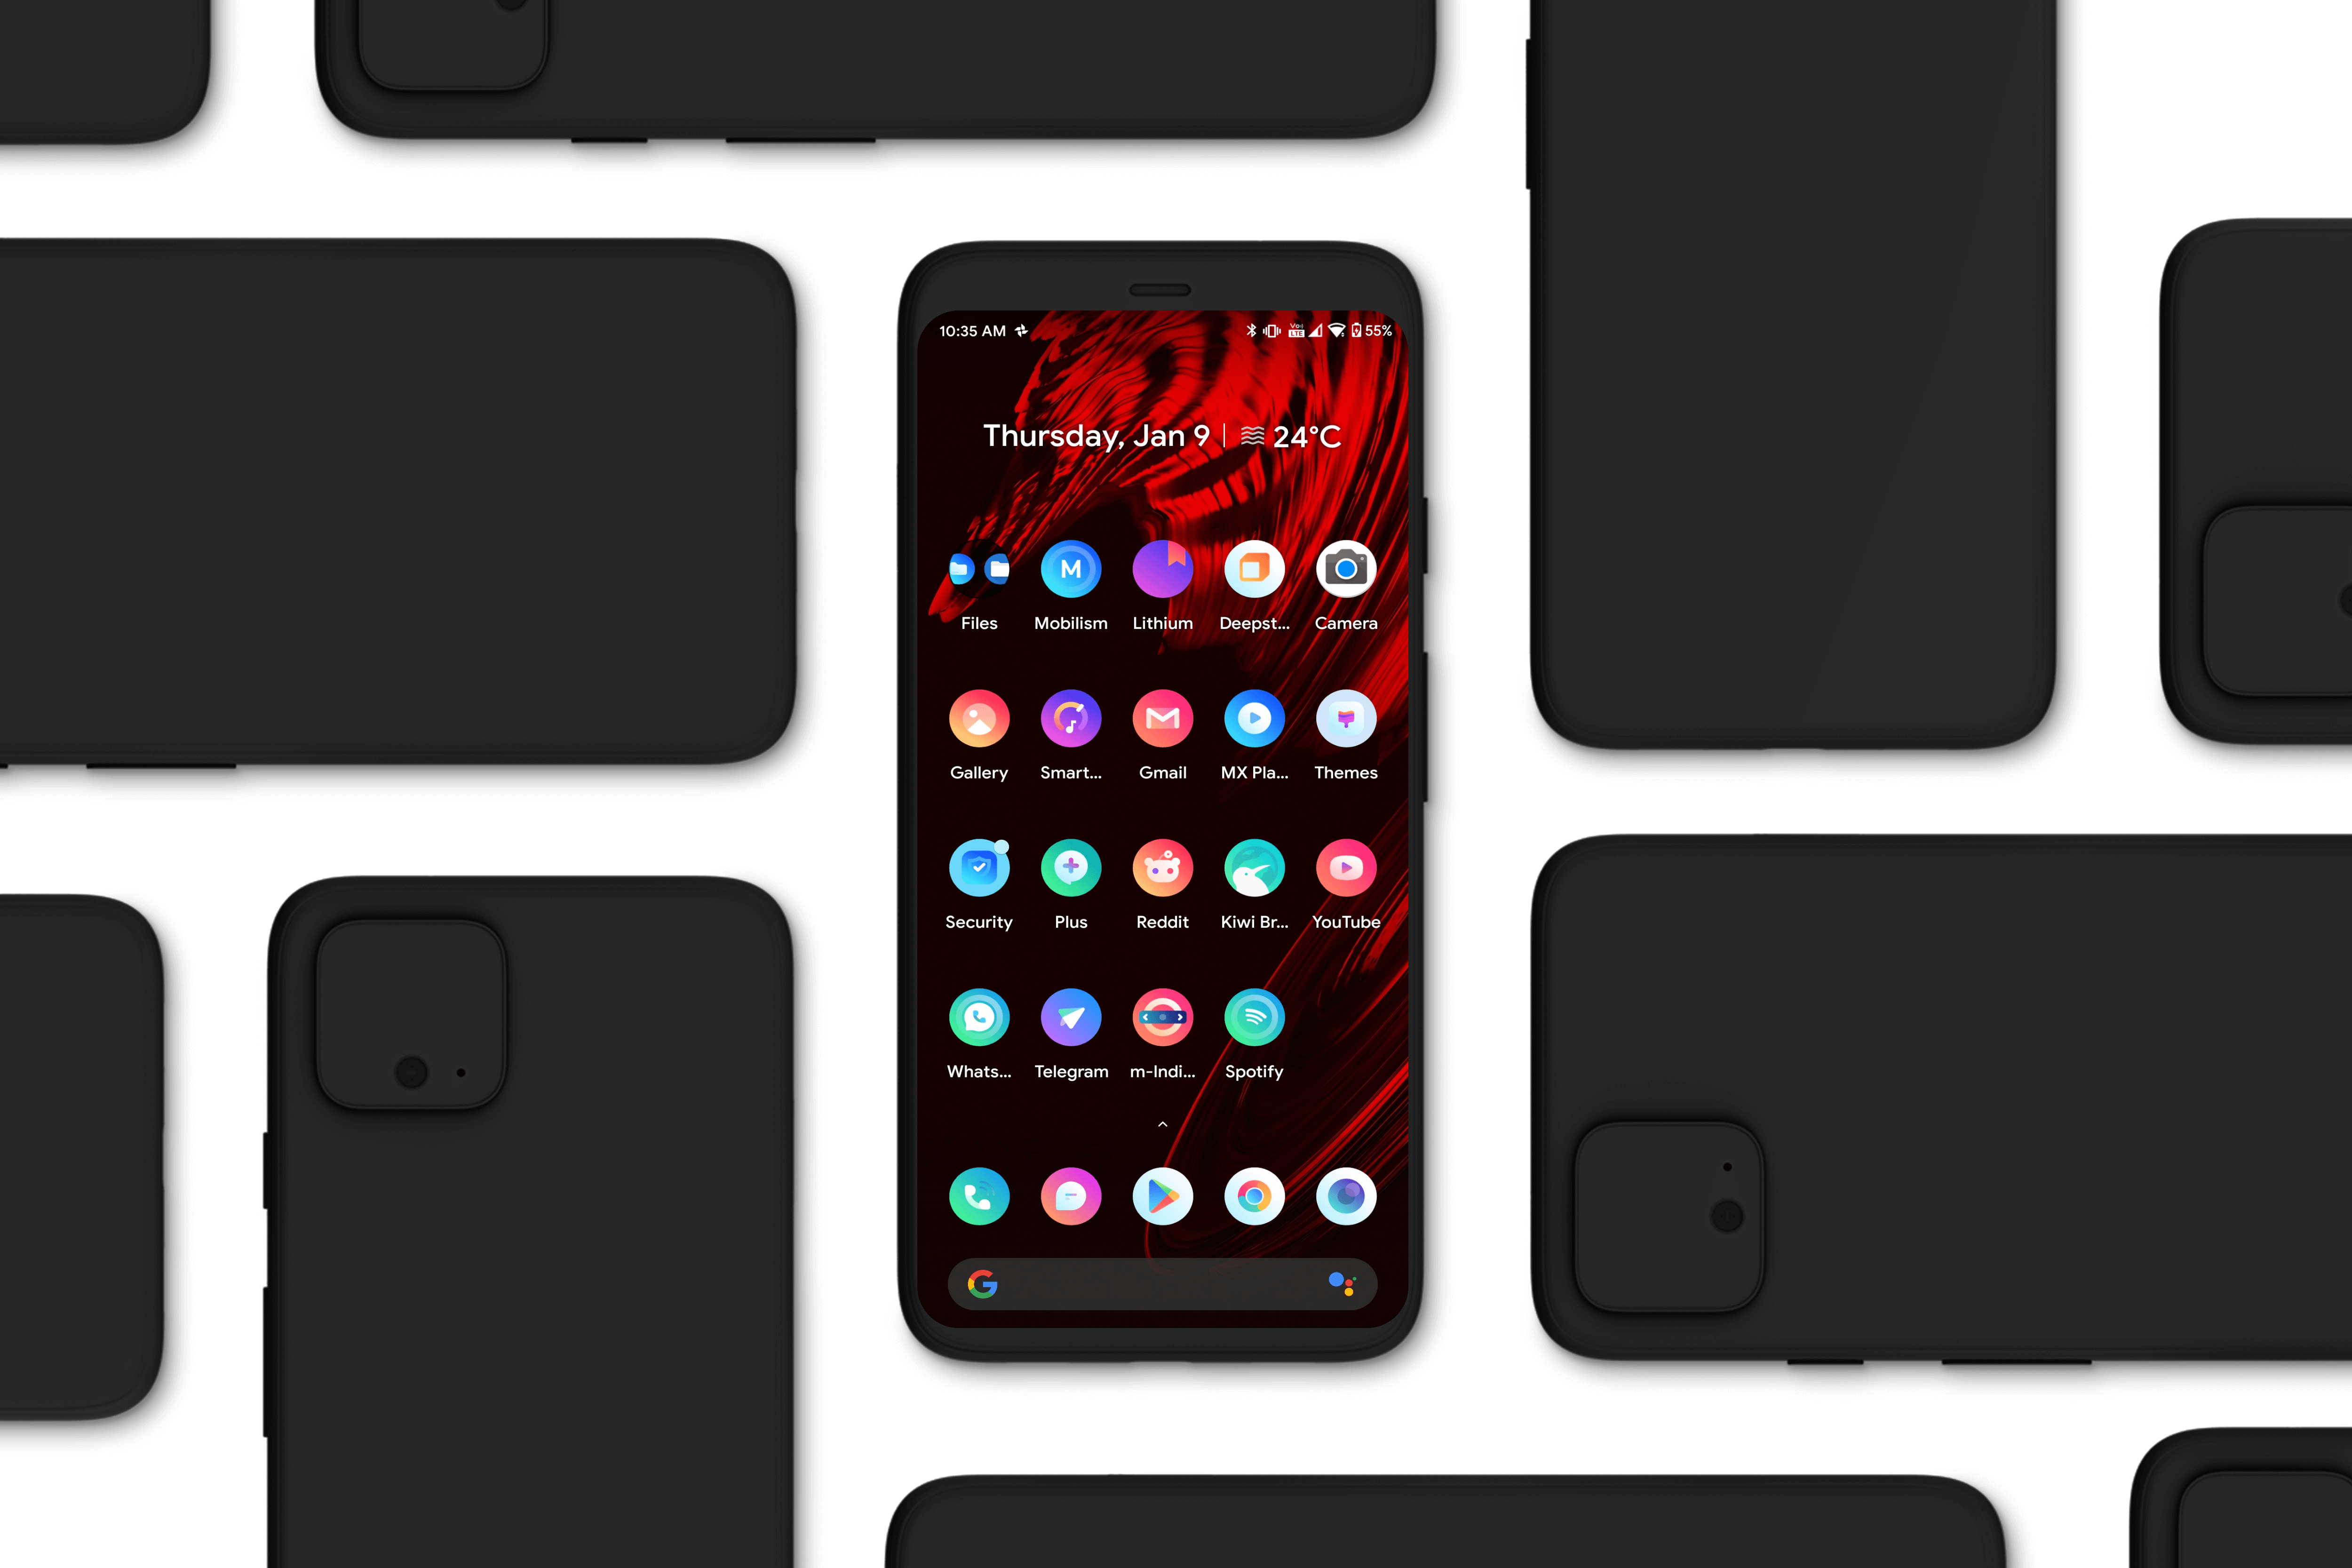 10:35 AM 55%
Thursday, Jan 9 | 24°C
M
Files Mobilism Lithium Deepst... Camera
Gallery Smart... Gmail MX Pla... Themes
Security Plus Reddit Kiwi Br... YouTube
Whats... Telegram m-Indi... Spotify
G